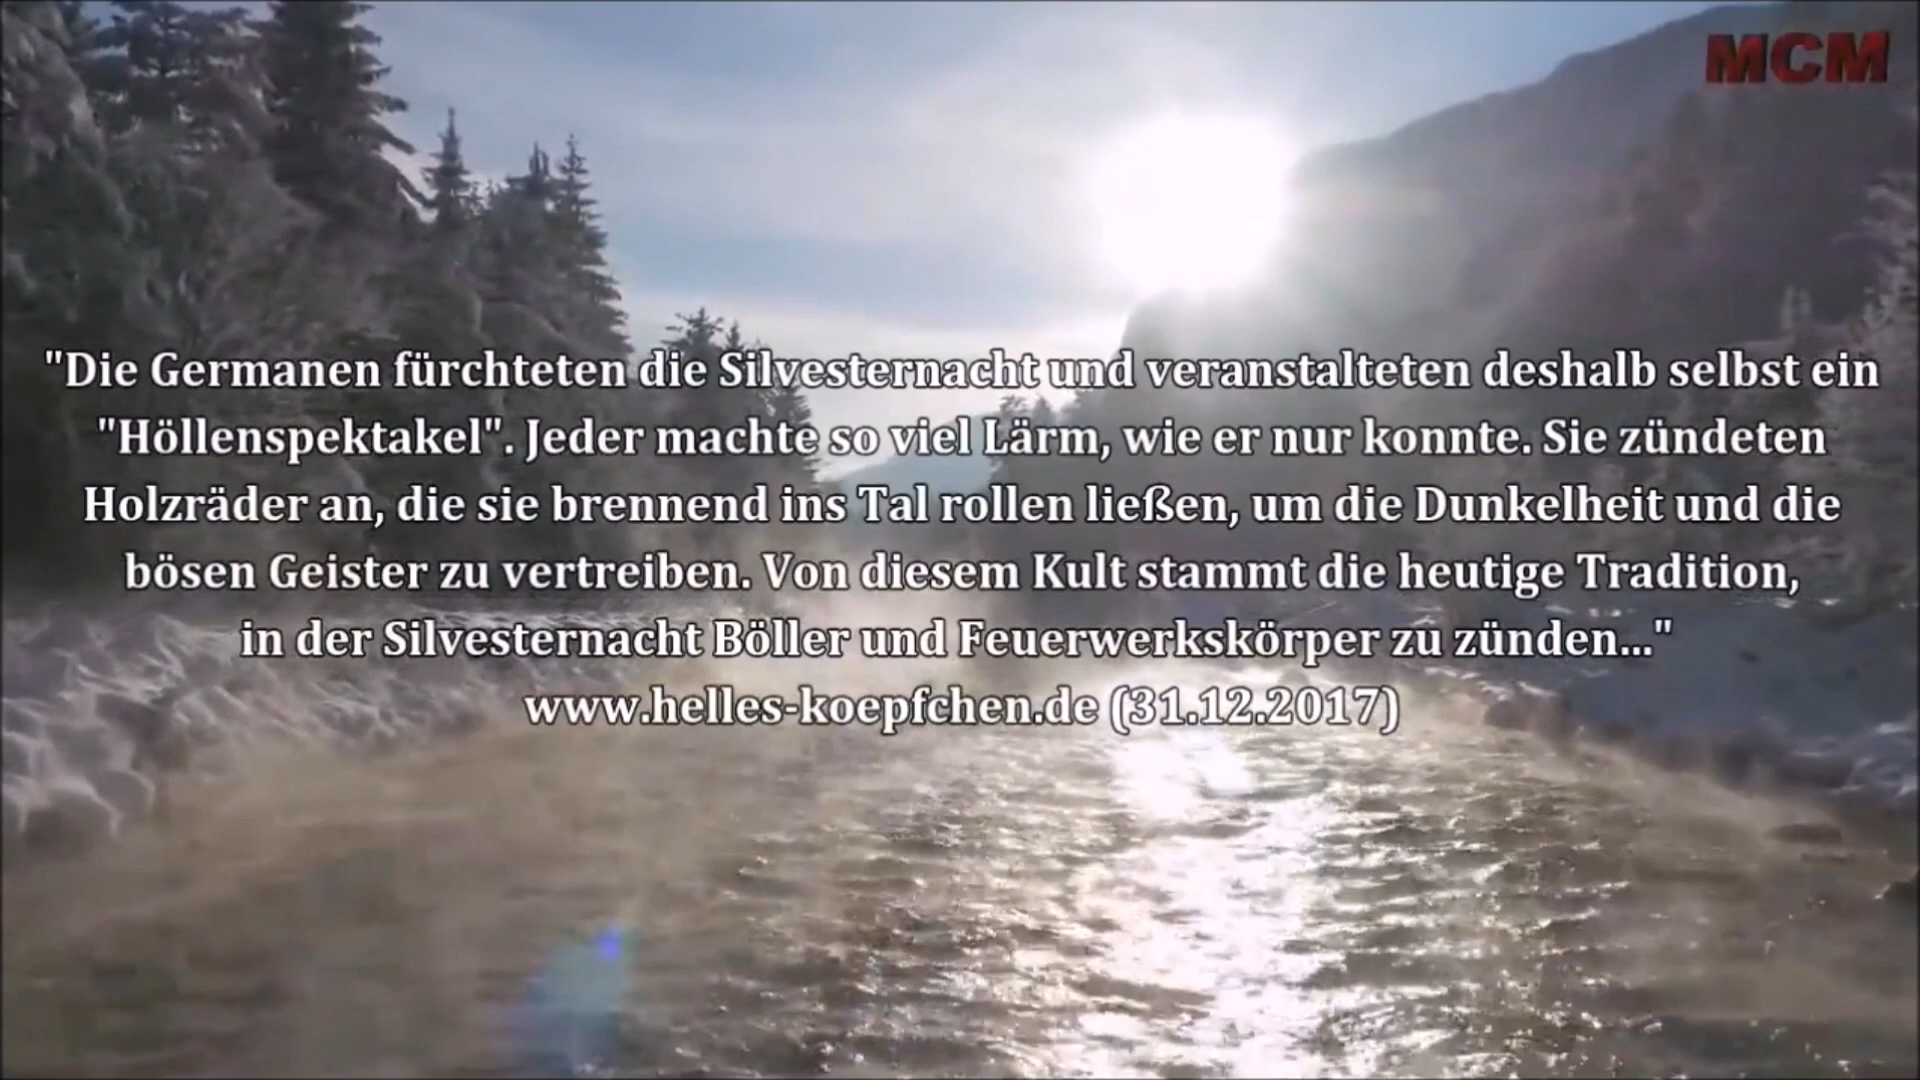 MCM
"Die Germanen fürchteten die Silvesternacht und veranstalteten deshalb selbst ein
"Höllenspektakel". Jeder machte so viel Lärm, wie er nur konnte. Sie zündeten
Holzräder an, die sie brennend ins Tal rollen ließen, um die Dunkelheit und die
bösen Geister zu vertreiben. Von diesem Kult stammt die heutige Tradition,
in der Silvesternacht Böller und Feuerwerkskörper zu zünden..."
www.helles-koepfchen.de (31.12.2017)